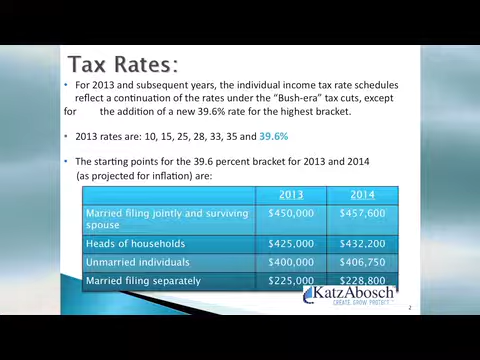 Tax Rates:
• For 2013 and subsequent years, the individual income tax rate schedules
reflect a continuation of the rates under the “Bush-era” tax cuts, except
for the addition of a new 39.6% rate for the highest bracket.
• 2013 rates are: 10, 15, 25, 28, 33, 35 and 39.6%
• The starting points for the 39.6 percent bracket for 2013 and 2014
(as projected for inflation) are:
2013 2014
Married filing jointly and surviving $450,000 $457,600
spouse
Heads of households $425,000 $432,200
Unmarried individuals $400,000 $406,750
Married filing separately $225,000 $228,800
KatzAbosch
CREATE. GROW. PROTECT.
2